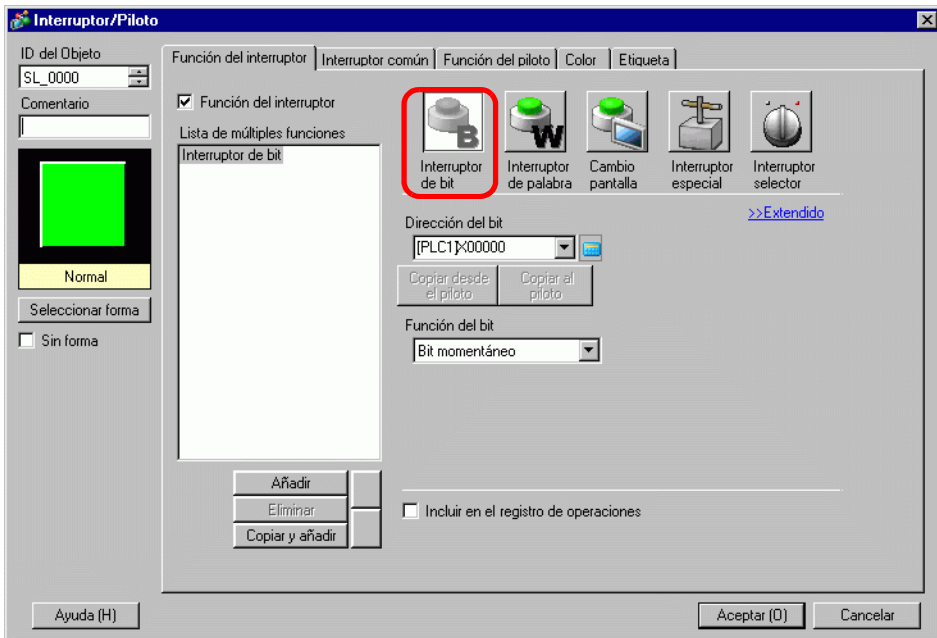 Interruptor/Piloto
ID del Objeto
SL_0000
Comentario
Normal
Seleccionar forma
Sin forma
Función del interruptor
Interruptor común
Función del piloto
Color
Etiqueta
Función del interruptor
Lista de múltiples funciones
Interruptor de bit
Añadir
Eliminar
Copiar y añadir
B
Interruptor
de bit
W
Interruptor
de palabra
Cambio
pantalla
Interruptor
especial
Interruptor
selector
>>Extendido
Dirección del bit
[PLC1]X00000
Copiar desde
el piloto
Copiar al
piloto
Función del bit
Bit momentáneo
Incluir en el registro de operaciones
Ayuda (H)
Aceptar (O)
Cancelar